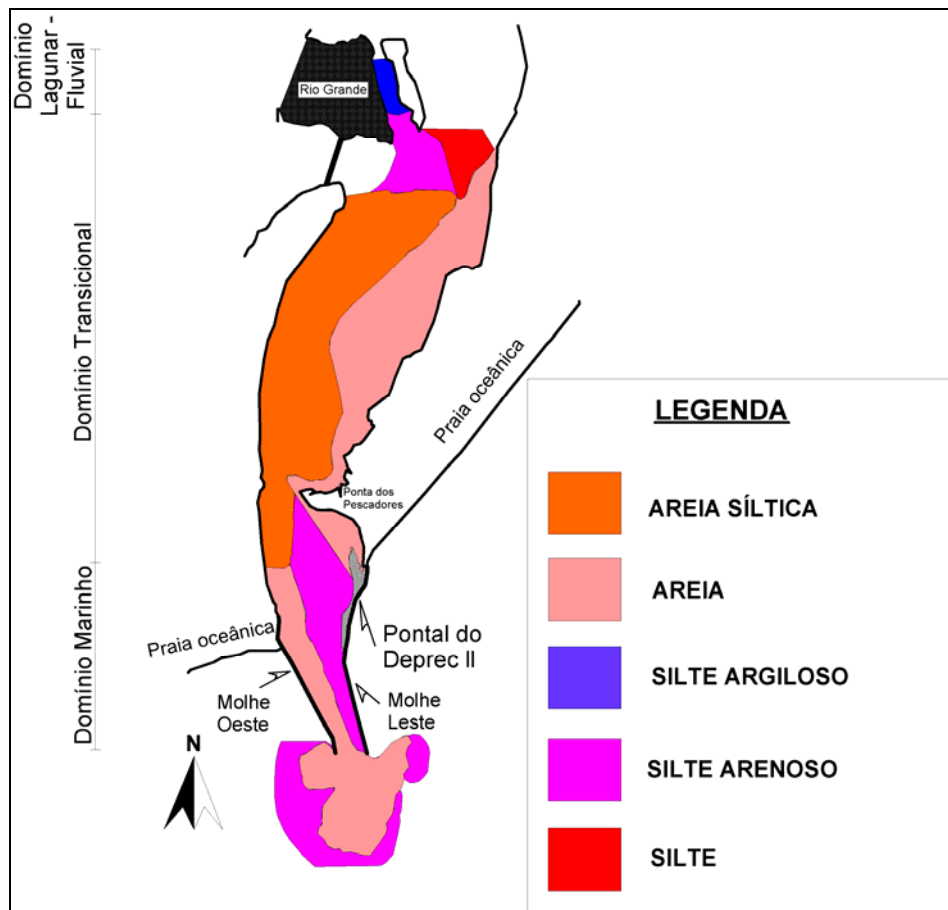 Domínio
Lagunar -
Fluvial
Rio Grande
Domínio Transicional
Praia oceânica
Ponta dos
Pescadores
Domínio Marinho
Praia oceânica
Pontal do
Deprec II
Molhe
Oeste
Molhe
Leste
N
LEGENDA
AREIA SÍLTICA
AREIA
SILTE ARGILOSO
SILTE ARENOSO
SILTE